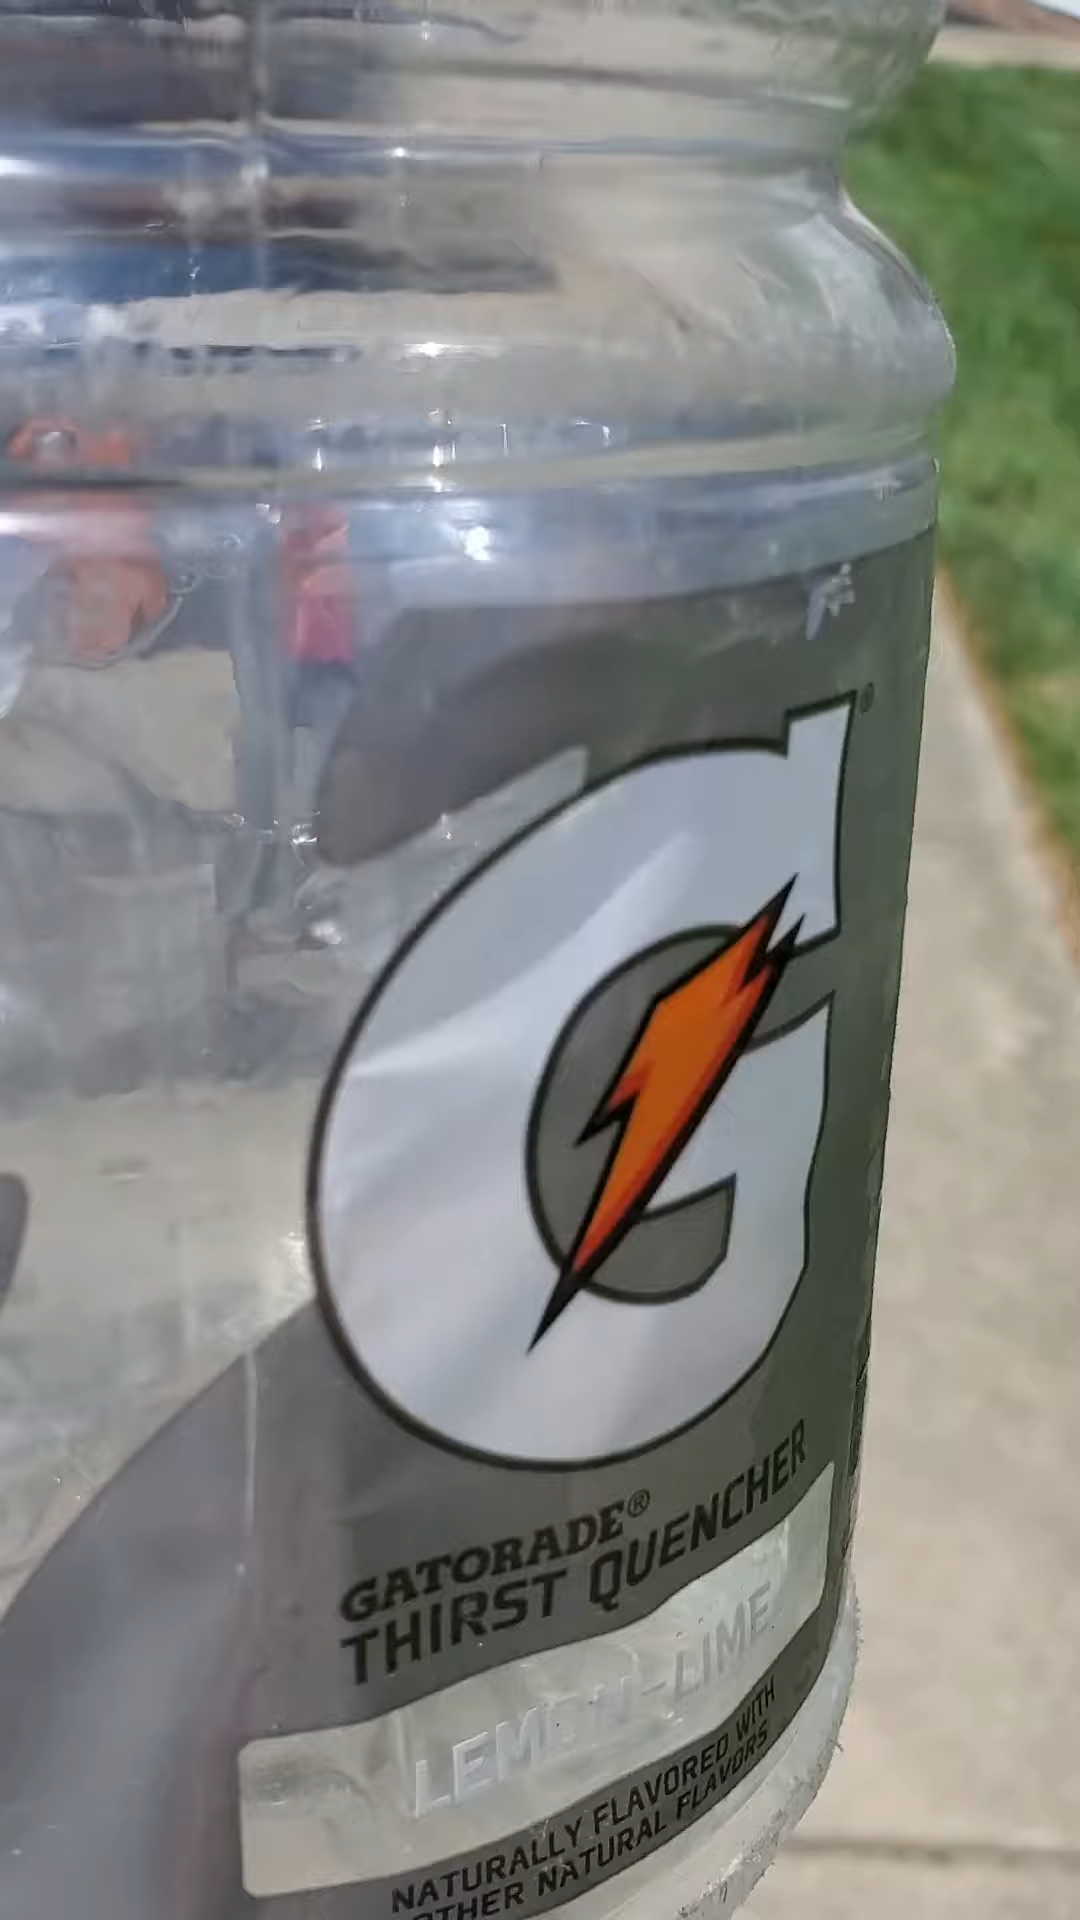 G®
GATORADE®
THIRST QUENCHER
LEMON-LIME
NATURALLY FLAVORED WITH
OTHER NATURAL FLAVORS